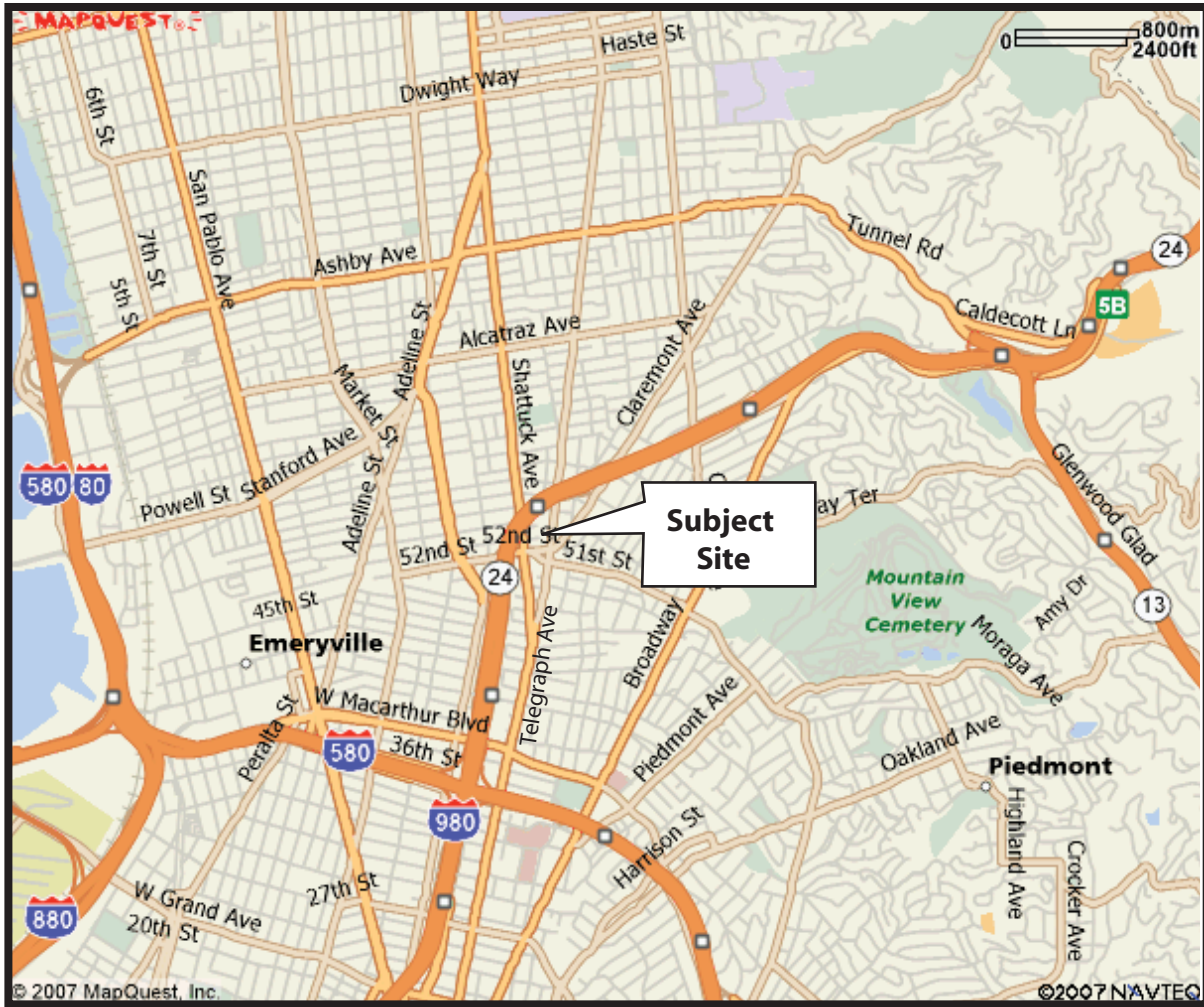 MAPQUEST®
0 800m
2400ft
Haste St
Dwight Way
6th St
San Pablo Ave
7th St
5th St
Ashby Ave
Tunnel Rd
24
5B
Caldecott Ln
Adeline St
Alcatraz Ave
Shattuck Ave
Claremont Ave
Market St
Stanford Ave
Powell St
Adeline St
580
80
Glenwood Glad
ay Ter
52nd St
52nd St
51st St
Subject
Site
24
Mountain
View
Cemetery
Amy Dr
13
Moraga Ave
45th St
Emeryville
Telegraph Ave
Broadway
Piedmont Ave
W Macarthur Blvd
Peralta St
580
36th St
Oakland Ave
Piedmont
980
Harrison St
Highland Ave
Crocker Ave
27th St
W Grand Ave
20th St
880
© 2007 MapQuest, Inc.
©2007 NAVTEQ